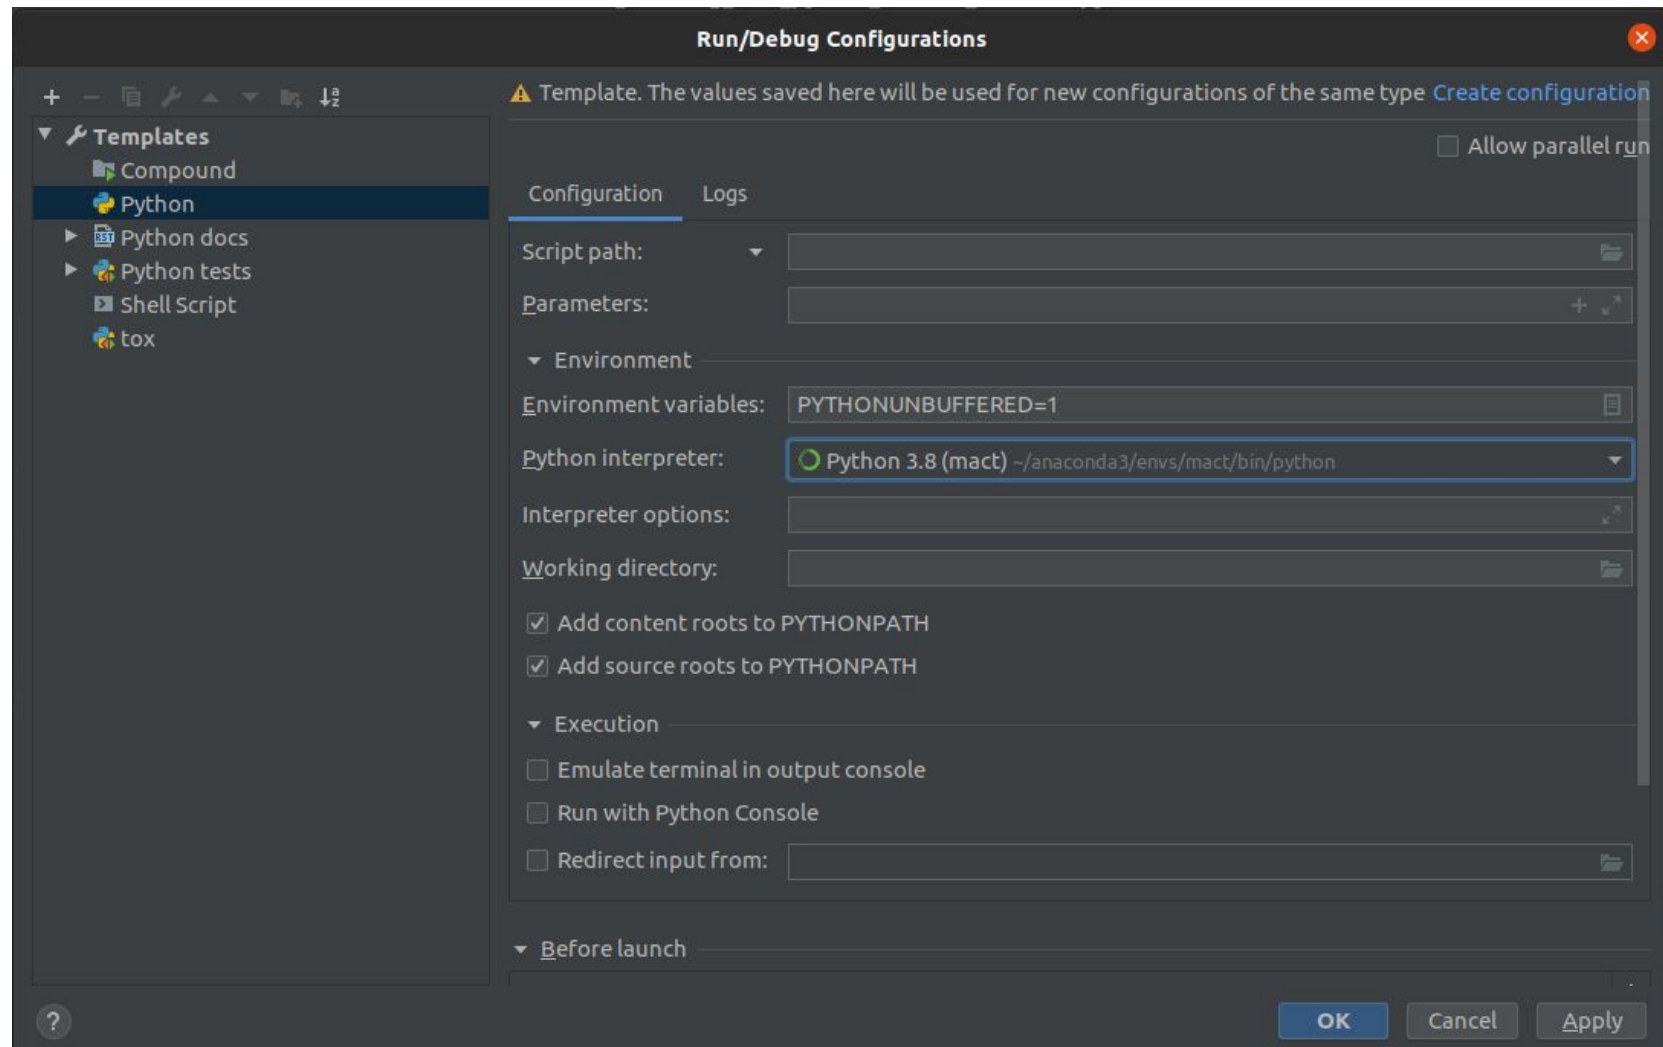 Run/Debug Configurations
Template. The values saved here will be used for new configurations of the same type Create configuration
Templates
Compound
Python
Python docs
Python tests
Shell Script
tox
Allow parallel run
Configuration Logs
Script path:
Parameters:
Environment
Environment variables: PYTHONUNBUFFERED=1
Python interpreter: Python 3.8 (mact) ~/anaconda3/envs/mact/bin/python
Interpreter options:
Working directory:
Add content roots to PYTHONPATH
Add source roots to PYTHONPATH
Execution
Emulate terminal in output console
Run with Python Console
Redirect input from:
Before launch
? OK Cancel Apply